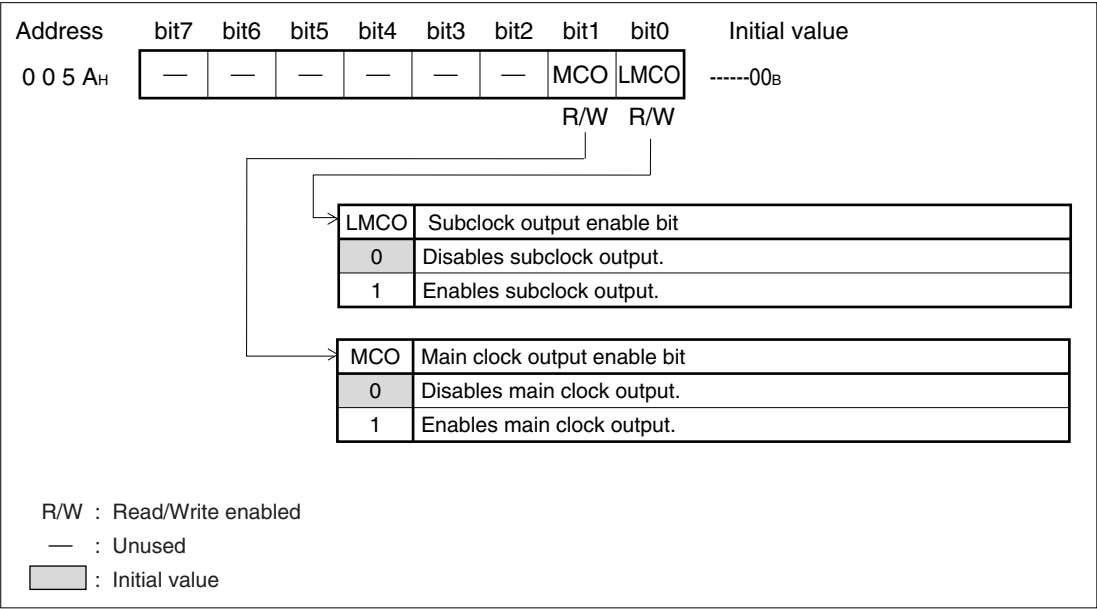 Address bit7 bit6 bit5 bit4 bit3 bit2 bit1 bit0 Initial value
0 0 5 AH — — — — — — MCO LMCO ------00B
R/W R/W
LMCO Subclock output enable bit
0 Disables subclock output.
1 Enables subclock output.
MCO Main clock output enable bit
0 Disables main clock output.
1 Enables main clock output.
R/W : Read/Write enabled
— : Unused
: Initial value